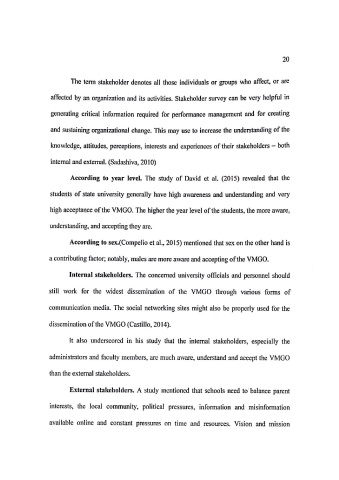 20
The term stakeholder denotes all those individuals or groups who affect, or are
affected by an organization and its activities. Stakeholder survey can be very helpful in
generating critical information required for performance management and for creating
and sustaining organizational change. This may use to increase the understanding of the
knowledge, attitudes, perceptions, interests and experiences of their stakeholders – both
internal and external. (Sadashiva, 2010)
According to year level. The study of David et al. (2015) revealed that the
students of state university generally have high awareness and understanding and very
high acceptance of the VMGO. The higher the year level of the students, the more aware,
understanding, and accepting they are.
According to sex.(Compelio et al., 2015) mentioned that sex on the other hand is
a contributing factor; notably, males are more aware and accepting of the VMGO.
Internal stakeholders. The concerned university officials and personnel should
still work for the widest dissemination of the VMGO through various forms of
communication media. The social networking sites might also be properly used for the
dissemination of the VMGO (Castillo, 2014).
It also underscored in his study that the internal stakeholders, especially the
administrators and faculty members, are much aware, understand and accept the VMGO
than the external stakeholders.
External stakeholders. A study mentioned that schools need to balance parent
interests, the local community, political pressures, information and misinformation
available online and constant pressures on time and resources. Vision and mission